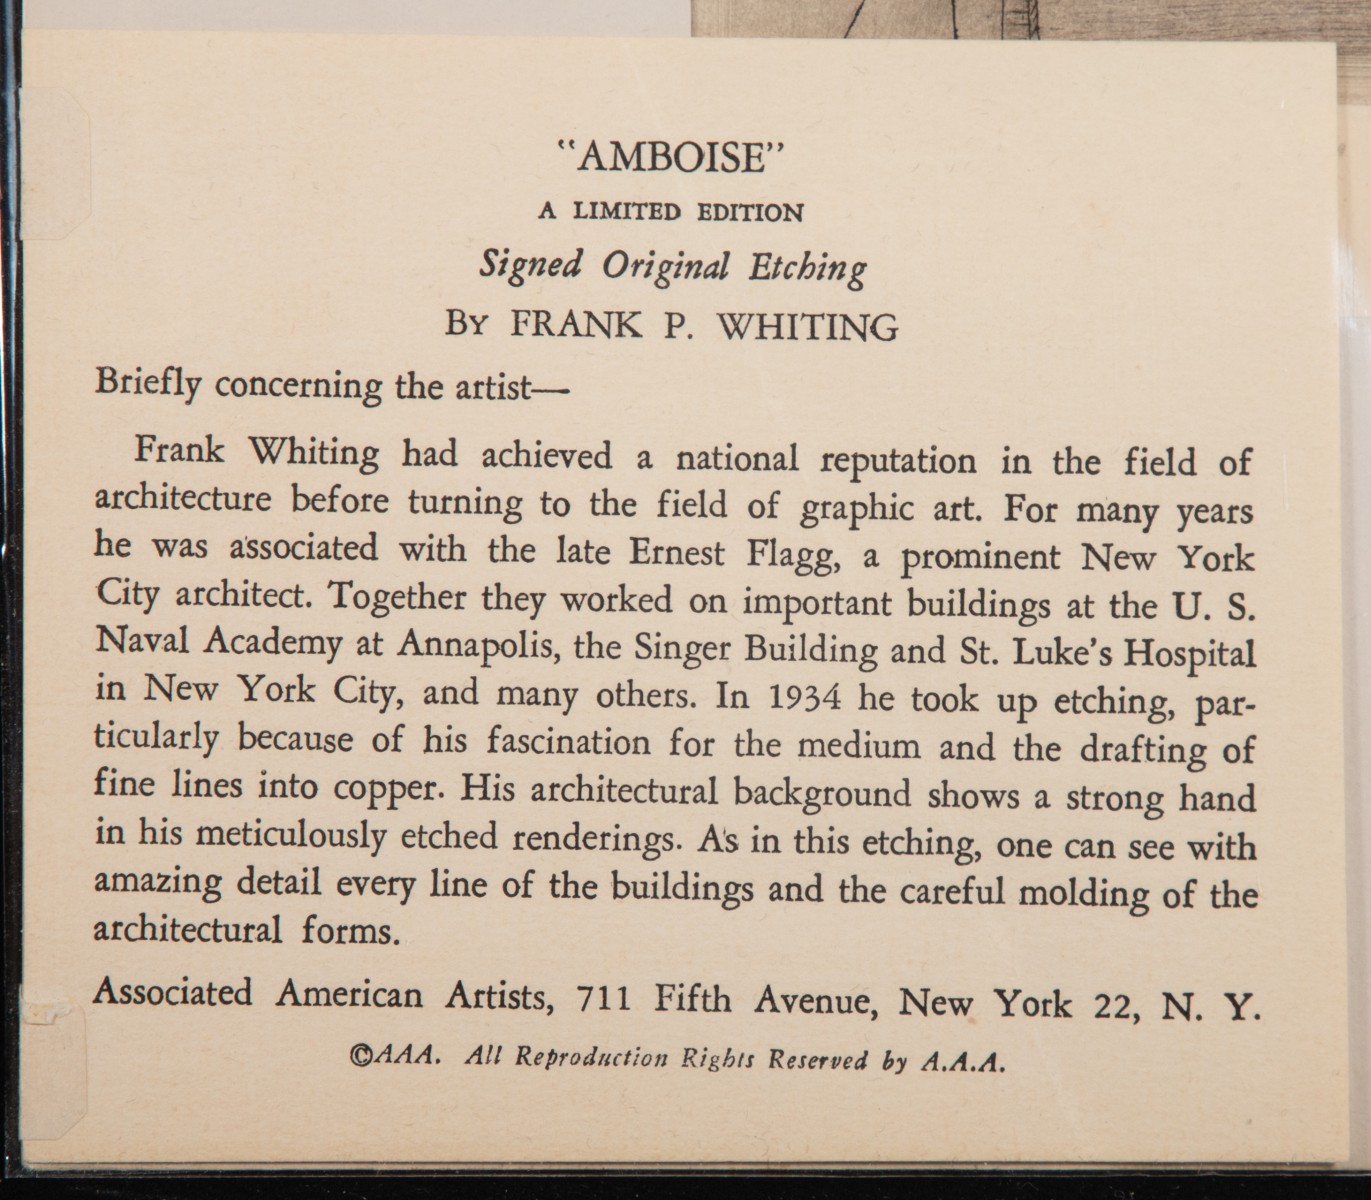 "AMBOISE"
A LIMITED EDITION
Signed Original Etching
BY FRANK P. WHITING
Briefly concerning the artist—
Frank Whiting had achieved a national reputation in the field of
architecture before turning to the field of graphic art. For many years
he was associated with the late Ernest Flagg, a prominent New York
City architect. Together they worked on important buildings at the U. S.
Naval Academy at Annapolis, the Singer Building and St. Luke's Hospital
in New York City, and many others. In 1934 he took up etching, par-
ticularly because of his fascination for the medium and the drafting of
fine lines into copper. His architectural background shows a strong hand
in his meticulously etched renderings. As in this etching, one can see with
amazing detail every line of the buildings and the careful molding of the
architectural forms.
Associated American Artists, 711 Fifth Avenue, New York 22, N. Y.
©AAA. All Reproduction Rights Reserved by A.A.A.